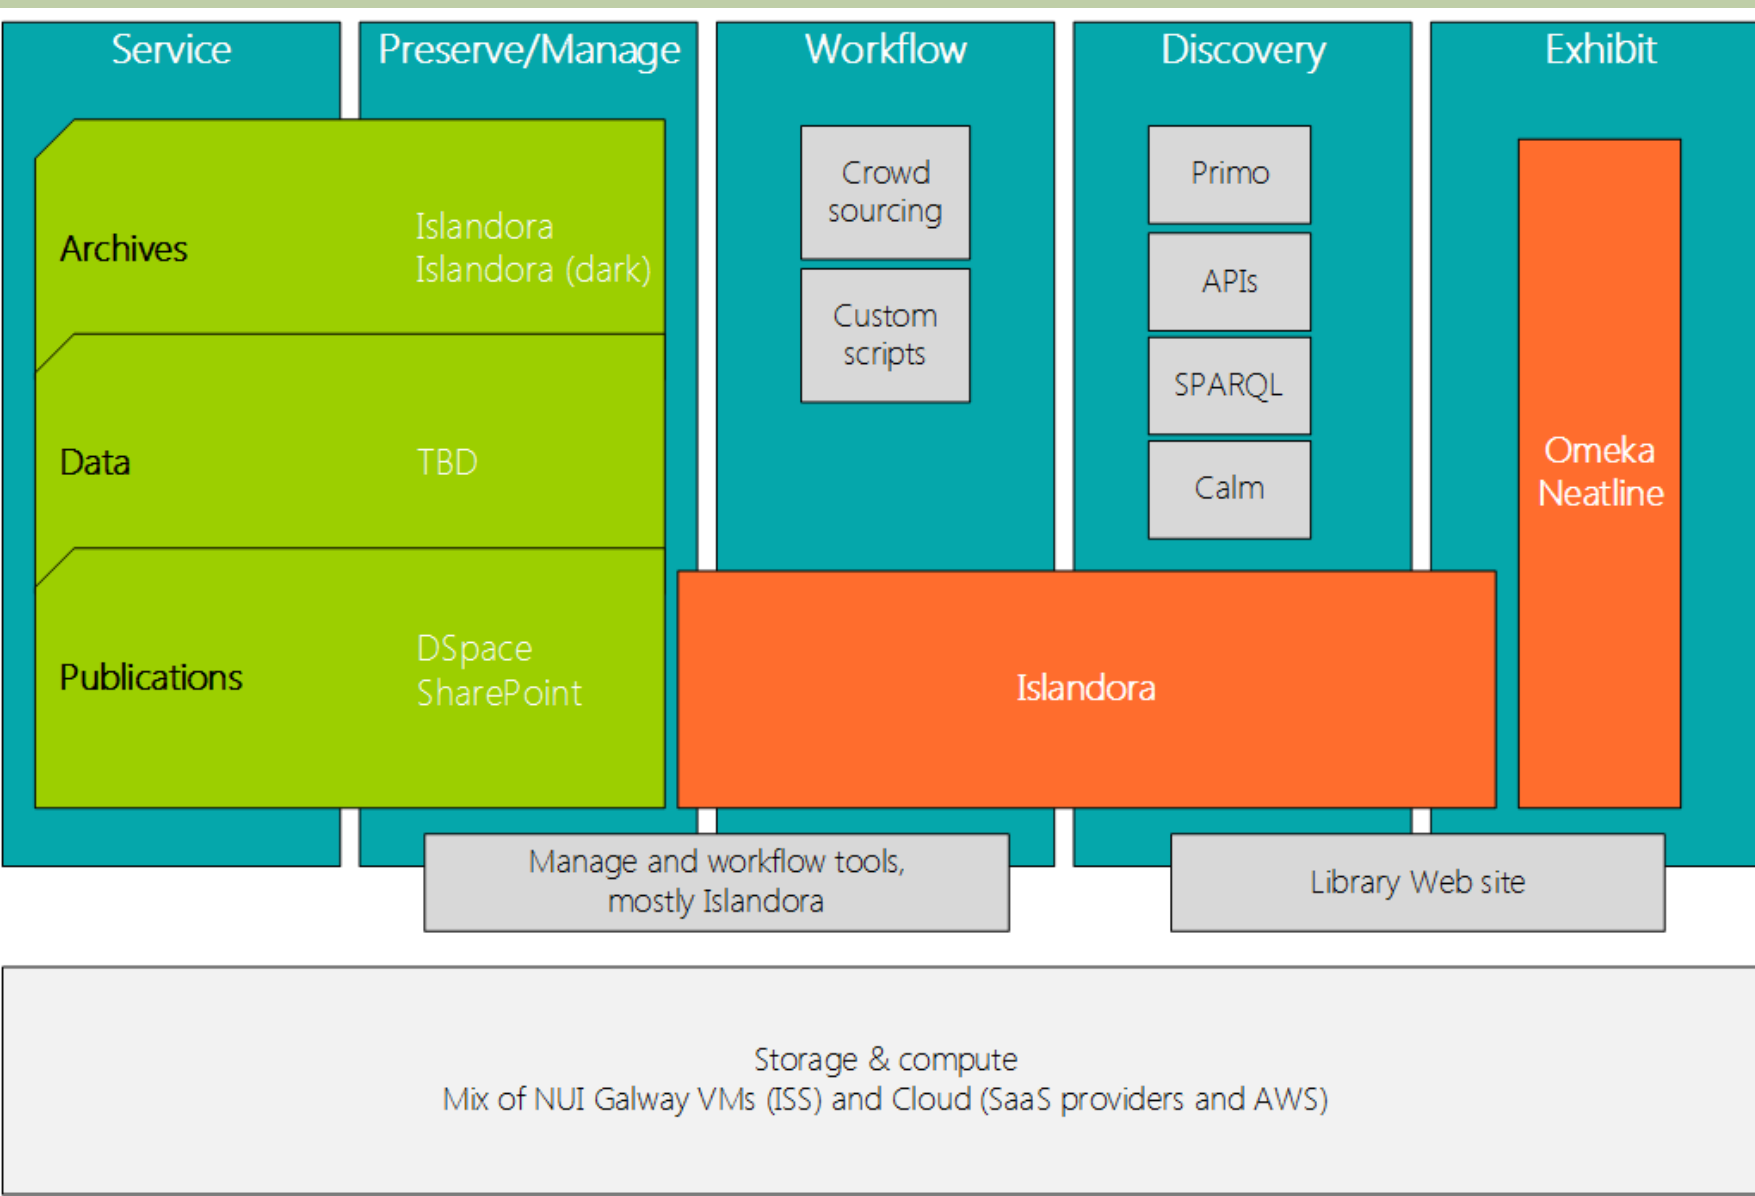 Service
Preserve/Manage
Workflow
Discovery
Exhibit
Archives
Islandora
Islandora (dark)
Data
TBD
Publications
DSpace
SharePoint
Crowd
sourcing
Custom
scripts
Primo
APIs
SPARQL
Calm
Omeka
Neatline
Islandora
Manage and workflow tools,
mostly Islandora
Library Web site
Storage & compute
Mix of NUI Galway VMs (ISS) and Cloud (SaaS providers and AWS)